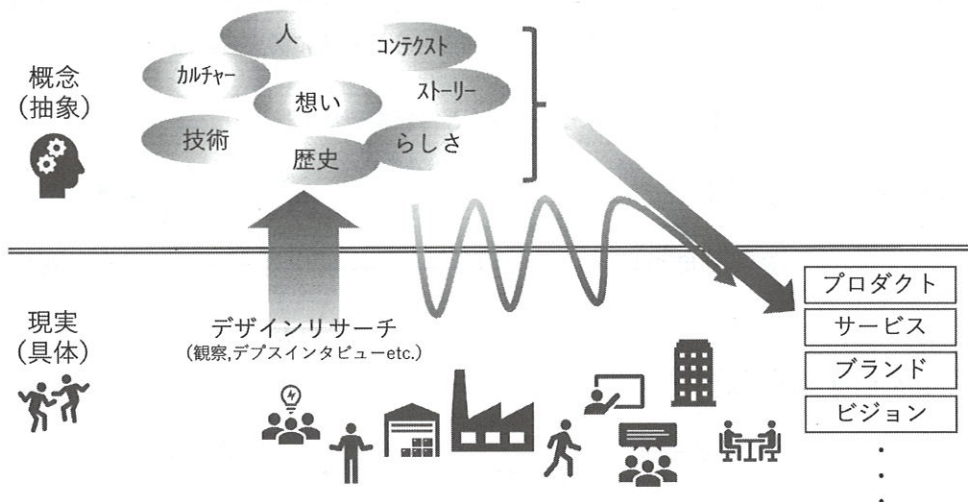 人
コンテクスト
カルチャー
想い
ストーリー
技術
歴史
らしさ
概念
(抽象)
現実
(具体)
デザインリサーチ
(観察,デプスインタビューetc.)
プロダクト
サービス
ブランド
ビジョン
・
・
・